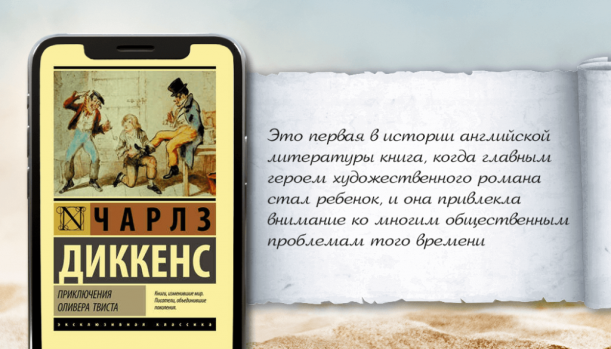 ЧАРЛЗ
ДИККЕНС
ПРИКЛЮЧЕНИЯ
ОЛИВЕРА ТВИСТА
Книги, изменившие мир.
Писатели, объединившие
поколения.
ЭКСКЛЮЗИВНАЯ КЛАССИКА
Это первая в истории английской
литературы книга, когда главным
героем художественного романа
стал ребенок, и она привлекла
внимание ко многим общественным
проблемам того времени